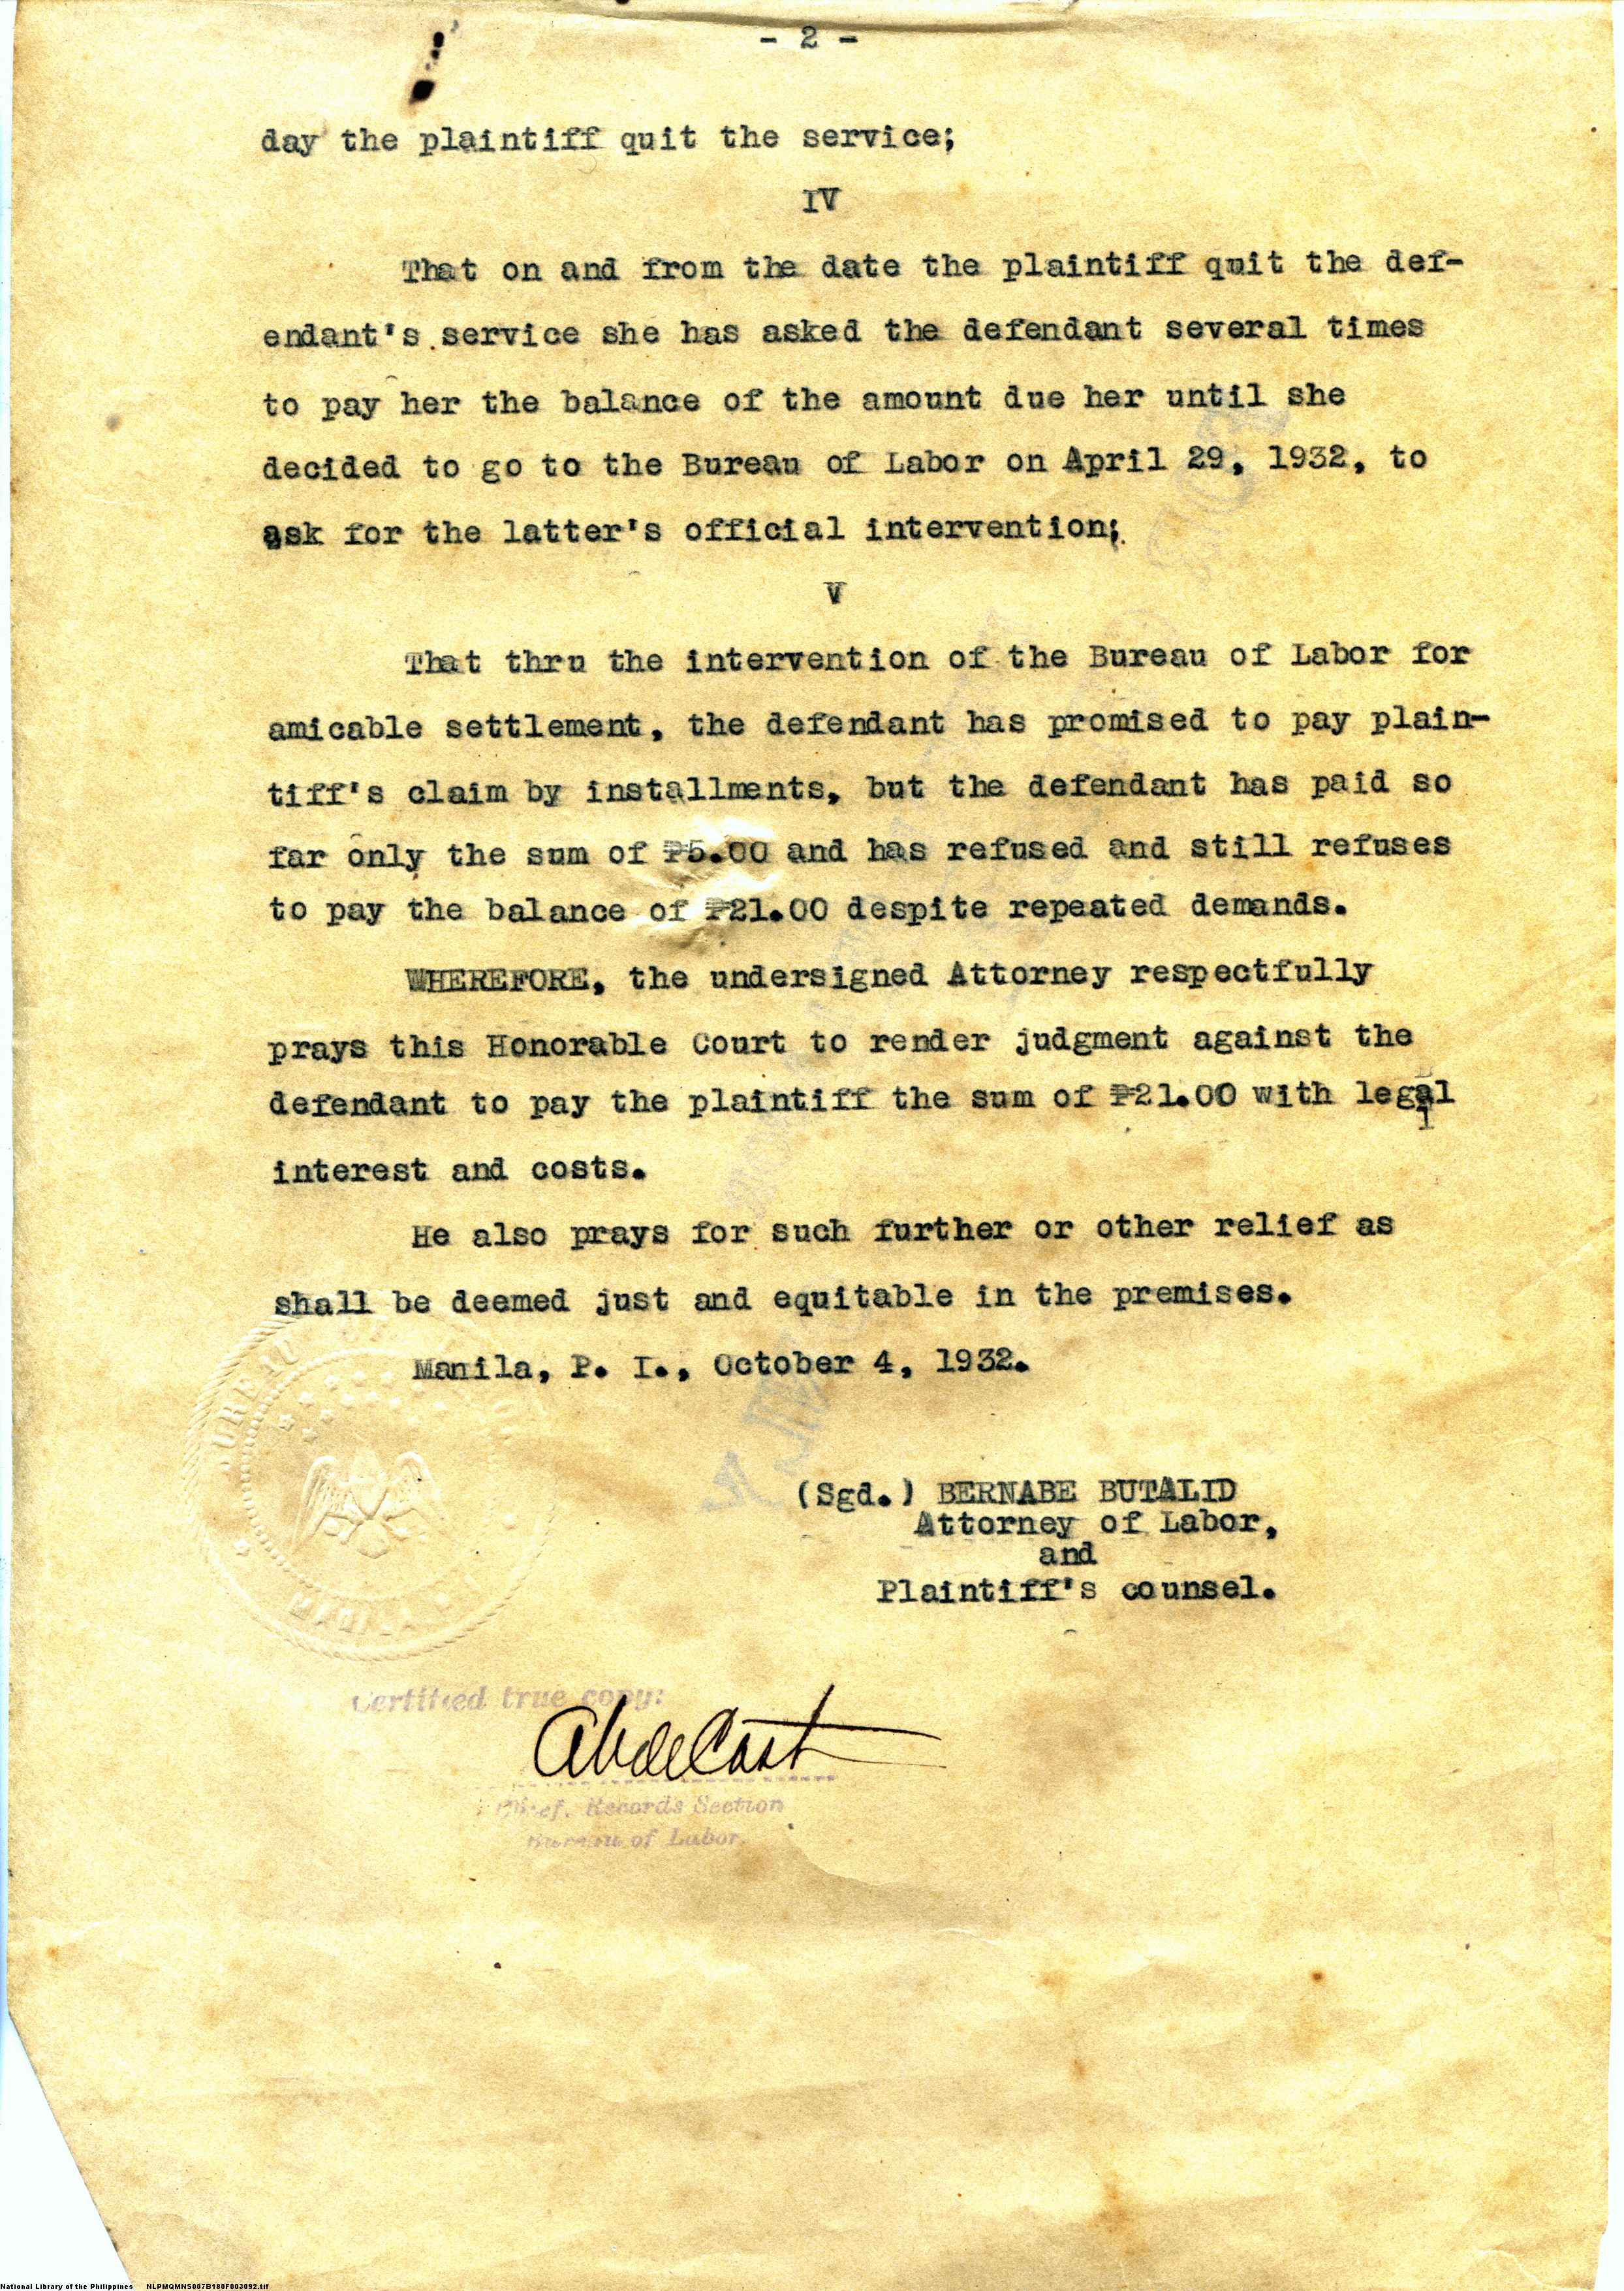 - 2 -
day the plaintiff quit the service;
IV
That on and from the date the plaintiff quit the def-
endant's service she has asked the defendant several times
to pay her the balance of the amount due her until she
decided to go to the Bureau of Labor on April 29, 1932, to
ask for the latter's official intervention;
V
That thru the intervention of the Bureau of Labor for
amicable settlement, the defendant has promised to pay plain-
tiff's claim by installments, but the defendant has paid so
far only the sum of ₱5.00 and has refused and still refuses
to pay the balance of ₱21.00 despite repeated demands.
WHEREFORE, the undersigned Attorney respectfully
prays this Honorable Court to render judgment against the
defendant to pay the plaintiff the sum of ₱21.00 with legal
interest and costs.
He also prays for such further or other relief as
shall be deemed just and equitable in the premises.
Manila, P. I., October 4, 1932.
(Sgd.) BERNABE BUTALID
Attorney of Labor,
and
Plaintiff's counsel.
BUREAU
MANILA
Certified true copy:
Chief, Records Section
Bureau of Labor.
National Library of the Philippines NLPMQMNS007B180F003092.tif